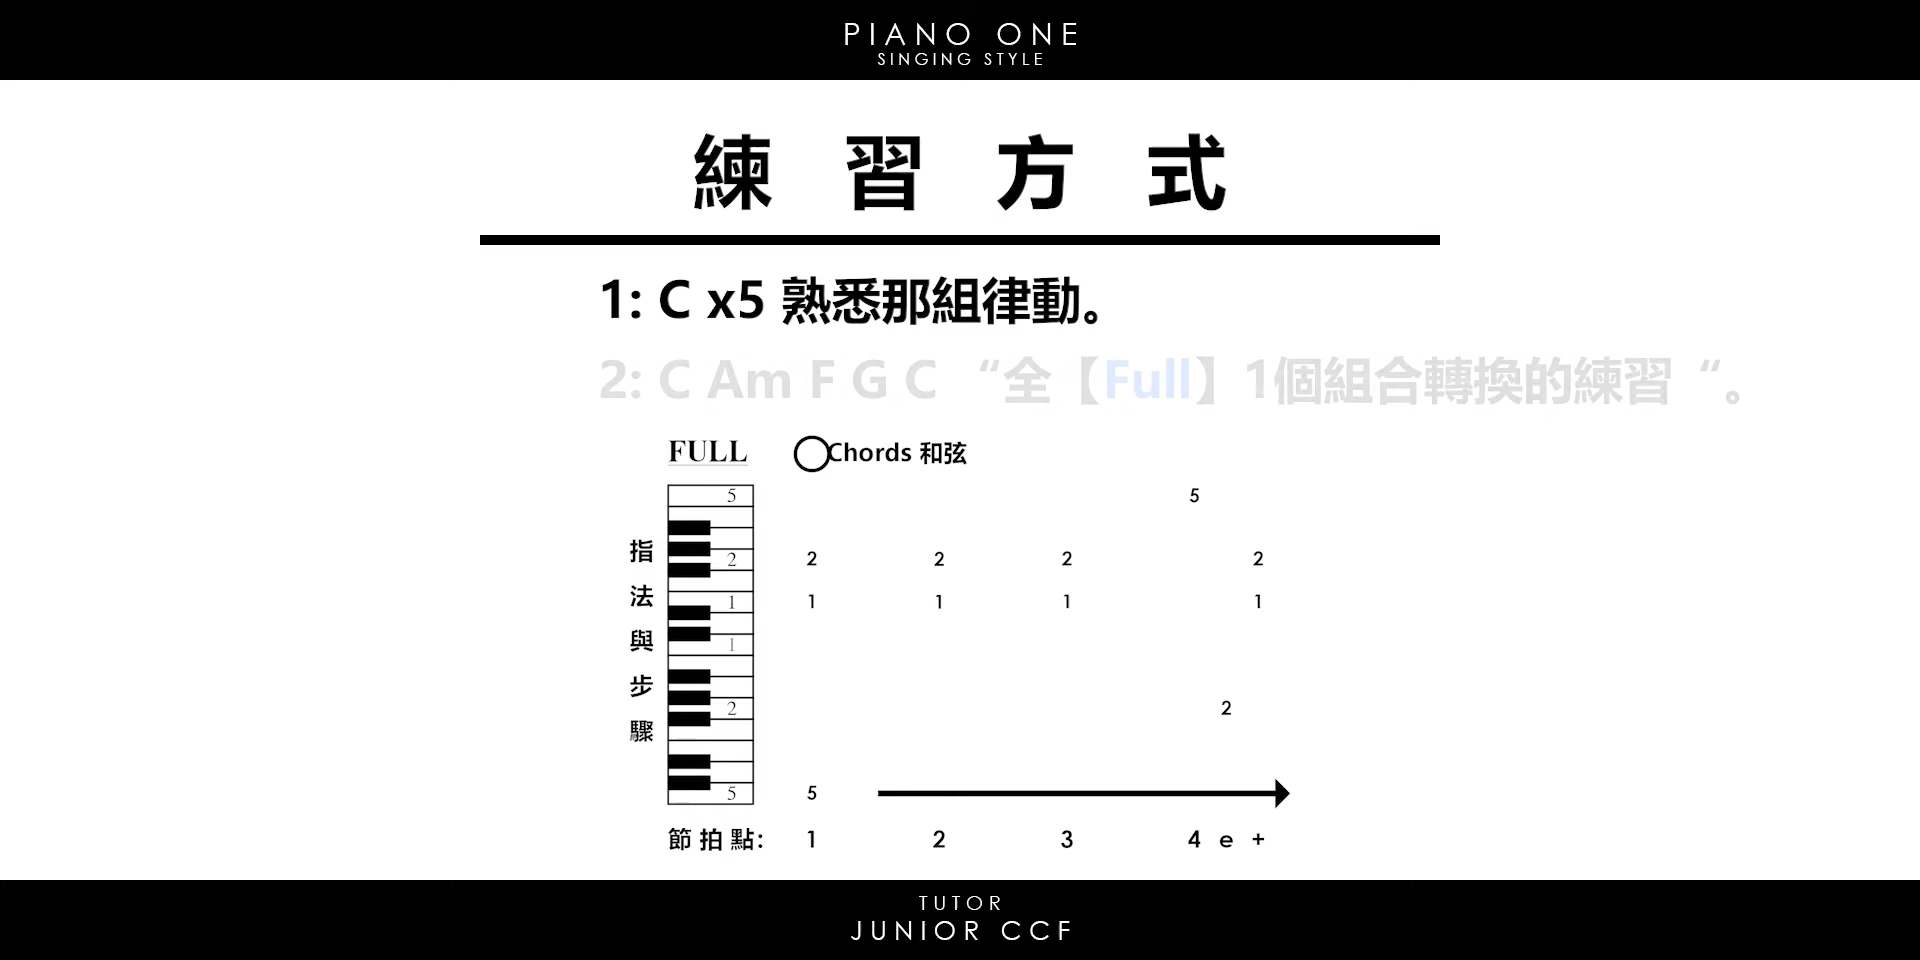 PIANO ONE
SINGING STYLE
練習方式
1: C x5 熟悉那組律動。
2: C Am F G C “全【Full】1個組合轉換的練習“。
FULL Chords 和弦
指法與步驟
5 5
2 2 2 2 2
1 1 1 1 1
1
2 2
5 5
節拍點: 1 2 3 4 e +
TUTOR
JUNIOR CCF